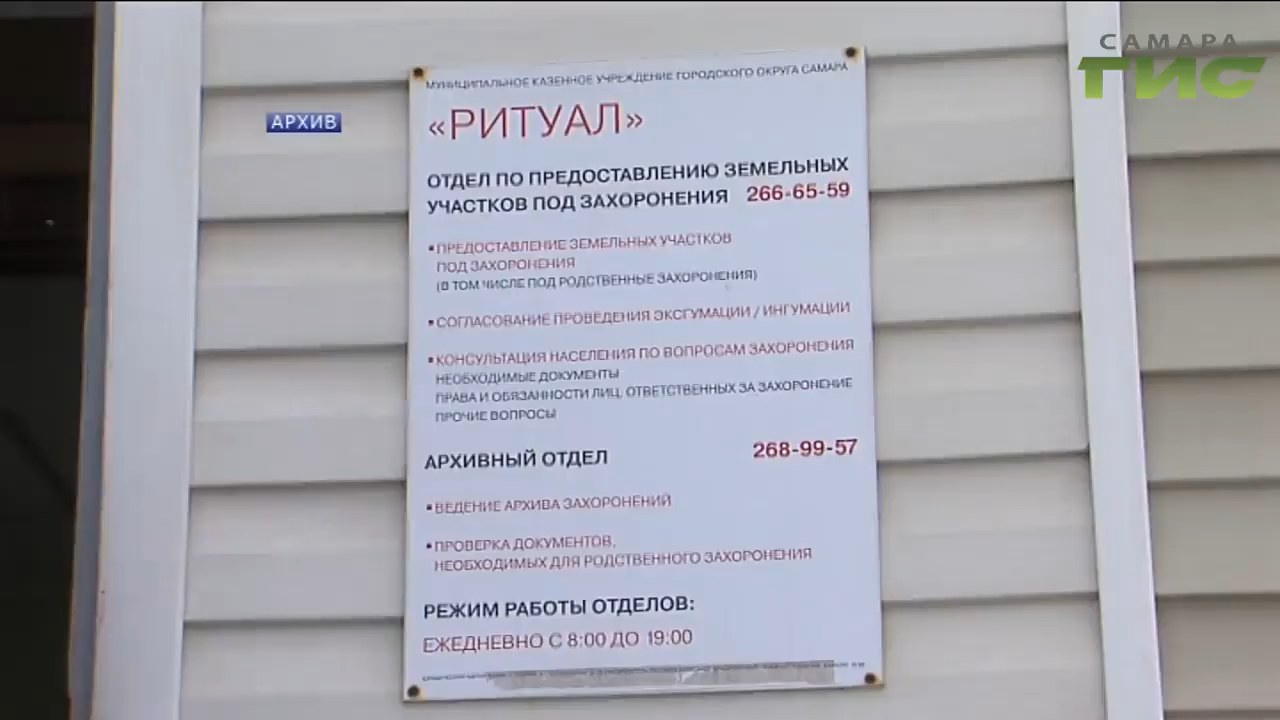 САМАРА
ГИС
АРХИВ
МУНИЦИПАЛЬНОЕ КАЗЕННОЕ УЧРЕЖДЕНИЕ ГОРОДСКОГО ОКРУГА САМАРА
«РИТУАЛ»
ОТДЕЛ ПО ПРЕДОСТАВЛЕНИЮ ЗЕМЕЛЬНЫХ
УЧАСТКОВ ПОД ЗАХОРОНЕНИЯ 266-65-59
▪ПРЕДОСТАВЛЕНИЕ ЗЕМЕЛЬНЫХ УЧАСТКОВ
ПОД ЗАХОРОНЕНИЯ
(В ТОМ ЧИСЛЕ ПОД РОДСТВЕННЫЕ ЗАХОРОНЕНИЯ)
▪СОГЛАСОВАНИЕ ПРОВЕДЕНИЯ ЭКСГУМАЦИИ / ИНГУМАЦИИ
▪КОНСУЛЬТАЦИЯ НАСЕЛЕНИЯ ПО ВОПРОСАМ ЗАХОРОНЕНИЯ
НЕОБХОДИМЫЕ ДОКУМЕНТЫ
ПРАВА И ОБЯЗАННОСТИ ЛИЦ, ОТВЕТСТВЕННЫХ ЗА ЗАХОРОНЕНИЕ
ПРОЧИЕ ВОПРОСЫ
АРХИВНЫЙ ОТДЕЛ 268-99-57
▪ВЕДЕНИЕ АРХИВА ЗАХОРОНЕНИЙ
▪ПРОВЕРКА ДОКУМЕНТОВ,
НЕОБХОДИМЫХ ДЛЯ РОДСТВЕННОГО ЗАХОРОНЕНИЯ
РЕЖИМ РАБОТЫ ОТДЕЛОВ:
ЕЖЕДНЕВНО С 8:00 ДО 19:00